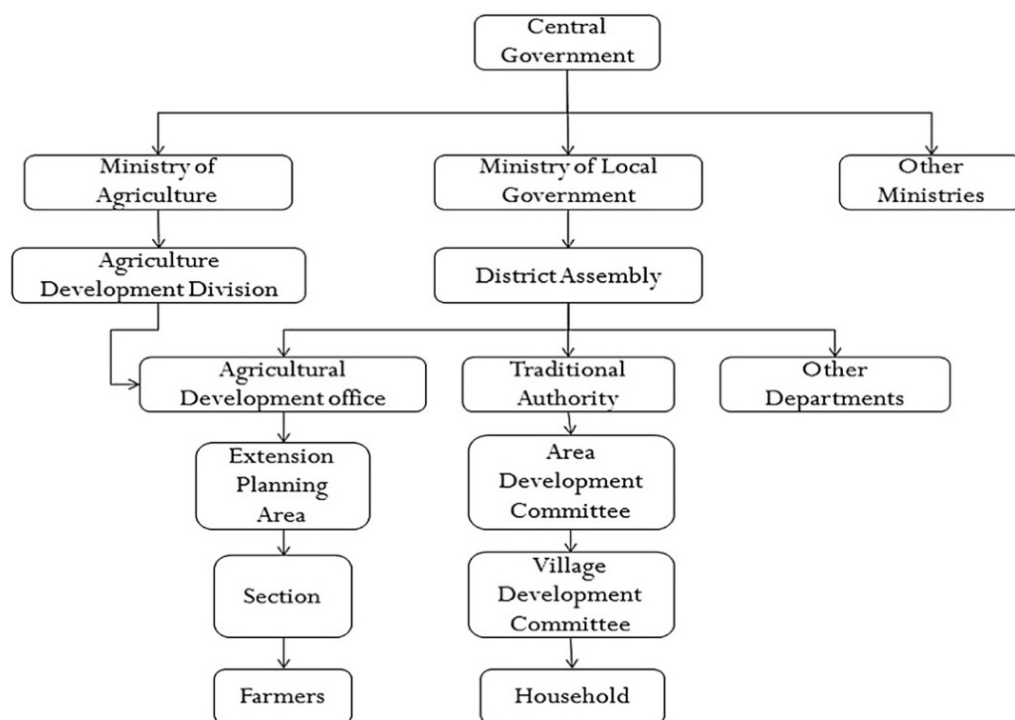 Central
Government
Ministry of
Agriculture
Ministry of Local
Government
Other
Ministries
Agriculture
Development Division
District Assembly
Agricultural
Development office
Traditional
Authority
Other
Departments
Extension
Planning
Area
Area
Development
Committee
Section
Village
Development
Committee
Farmers
Household